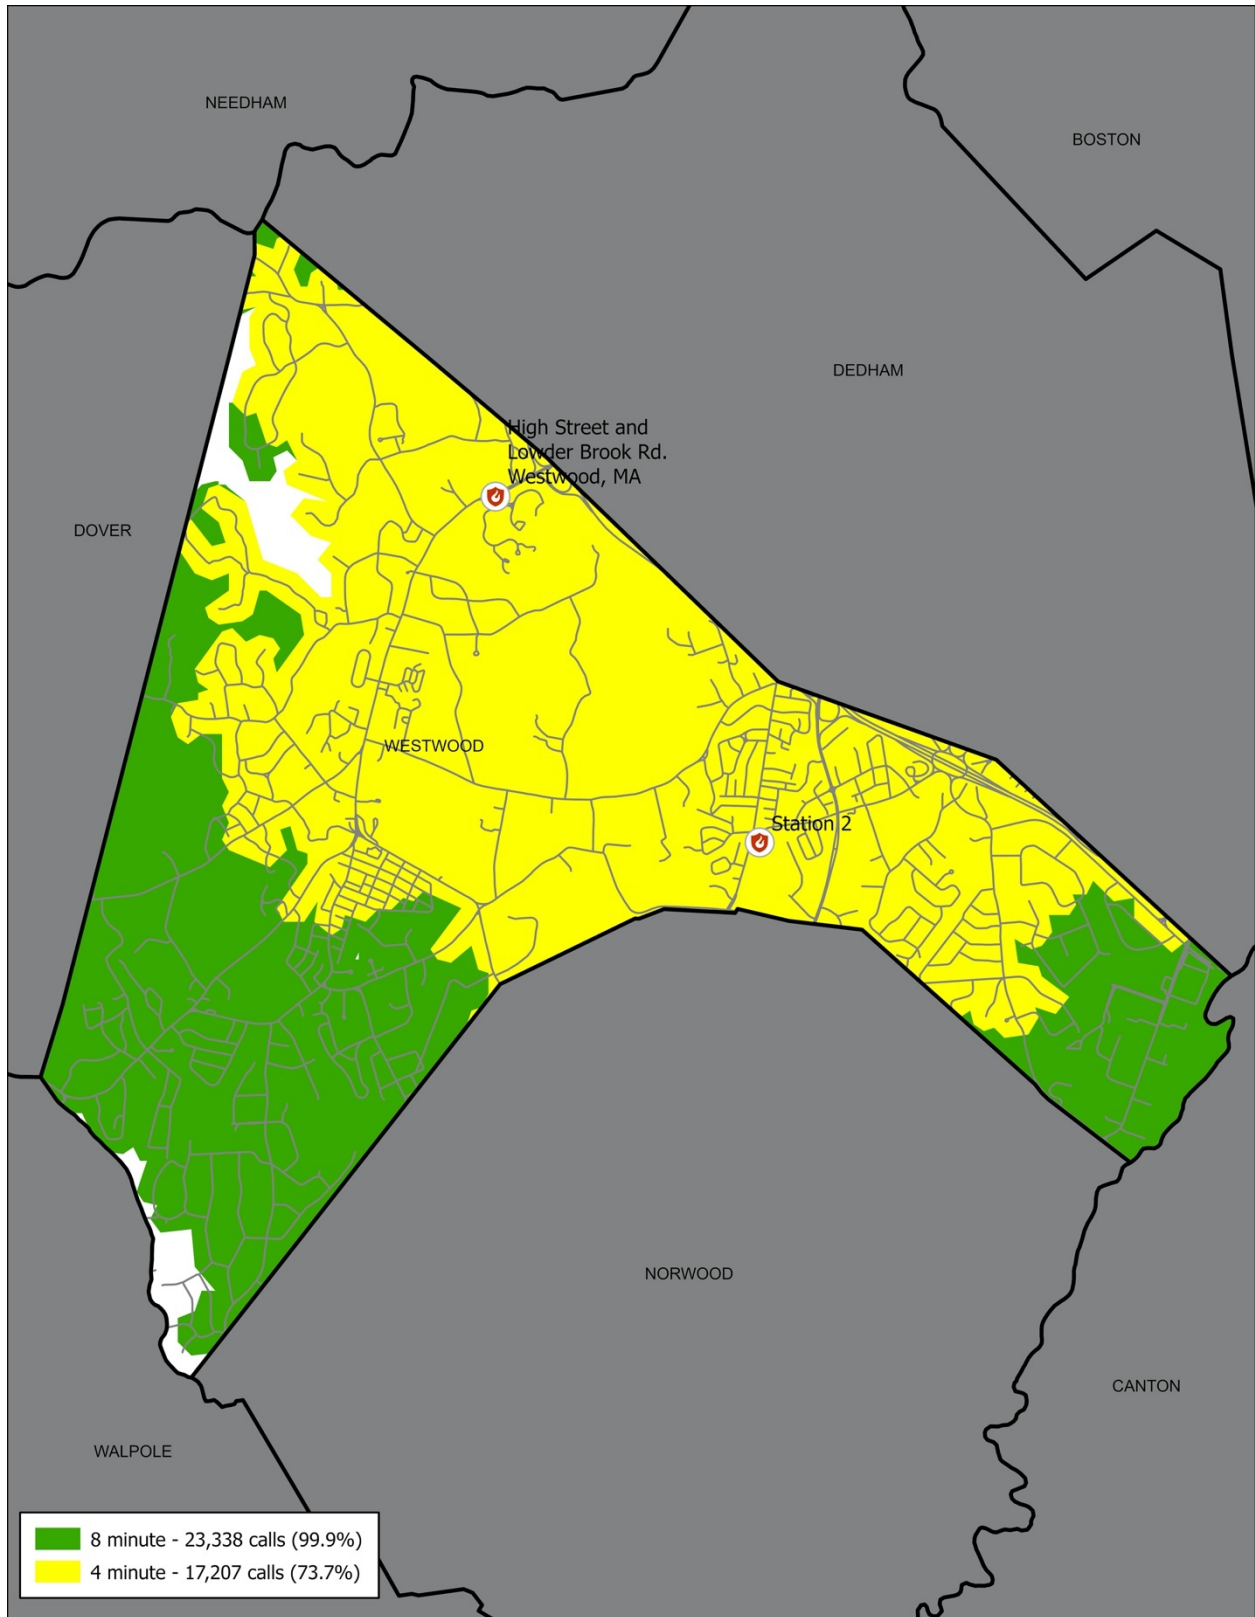 NEEDHAM
BOSTON
DEDHAM
High Street and
Lowder Brook Rd.
Westwood, MA
DOVER
WESTWOOD
Station 2
NORWOOD
CANTON
WALPOLE
8 minute - 23,338 calls (99.9%)
4 minute - 17,207 calls (73.7%)